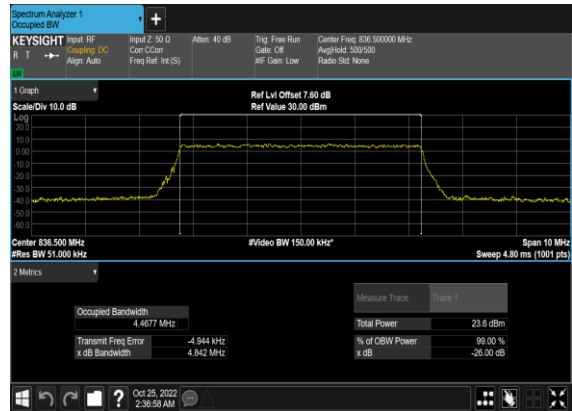 Spectrum Analyzer 1
Occupied BW
+
KEYSIGHT Input: RF Input Z: 50 Ω Atten: 40 dB Trig: Free Run Center Freq: 836.500000 MHz
R T Coupling: DC Corr CCorr Gate: Off Avg|Hold: 500/500
Align: Auto Freq Ref: Int (S) #IF Gain: Low Radio Std: None
LW
1 Graph
Ref Lvl Offset 7.60 dB
Scale/Div 10.0 dB Ref Value 30.00 dBm
Log
20.0
10.0
0.00
-10.0
-20.0
-30.0
-40.0
-50.0
-60.0
Center 836.500 MHz #Video BW 150.00 kHz* Span 10 MHz
#Res BW 51.000 kHz Sweep 4.80 ms (1001 pts)
2 Metrics
Measure Trace Trace 1
Occupied Bandwidth
4.4677 MHz
Total Power 23.6 dBm
Transmit Freq Error -4.944 kHz % of OBW Power 99.00 %
x dB Bandwidth 4.842 MHz x dB -26.00 dB
? Oct 25, 2022
2:36:58 AM